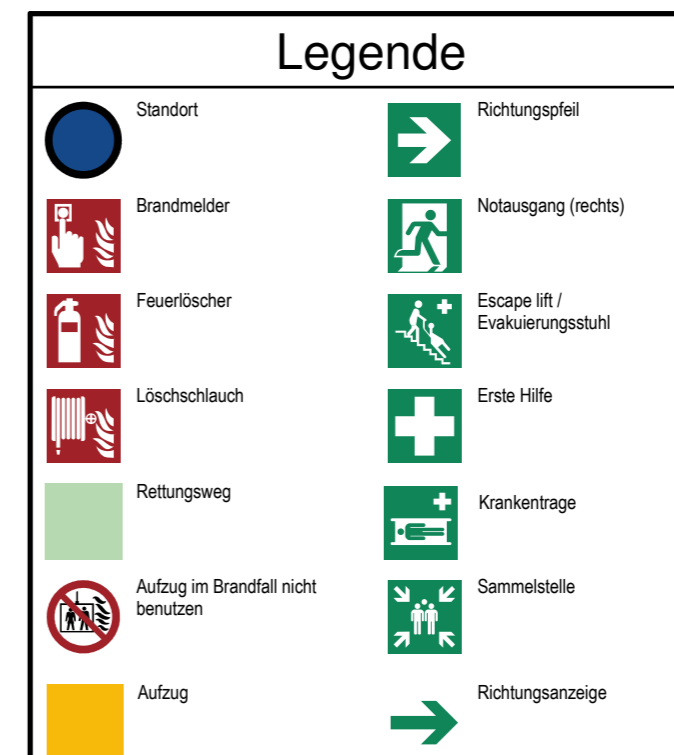 Legende
Standort
Richtungspfeil
Brandmelder
Notausgang (rechts)
Feuerlöscher
Escape lift /
Evakuierungsstuhl
Löschschlauch
Erste Hilfe
Rettungsweg
Krankentrage
Aufzug im Brandfall nicht
benutzen
Sammelstelle
Aufzug
Richtungsanzeige